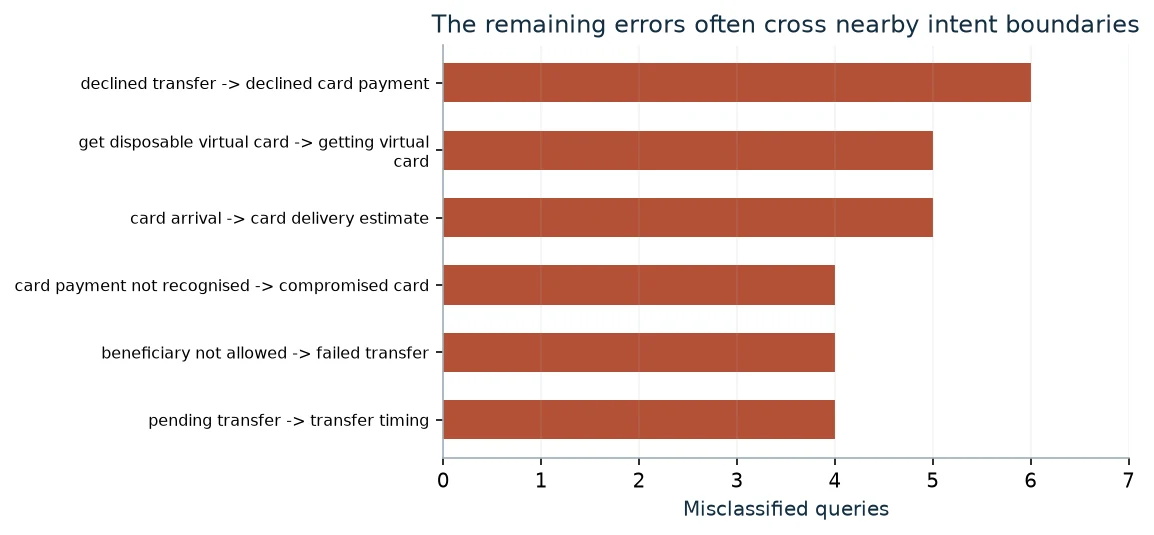 The remaining errors often cross nearby intent boundaries
declined transfer -> declined card payment
get disposable virtual card -> getting virtual
card
card arrival -> card delivery estimate
card payment not recognised -> compromised card
beneficiary not allowed -> failed transfer
pending transfer -> transfer timing
0 1 2 3 4 5 6 7
Misclassified queries